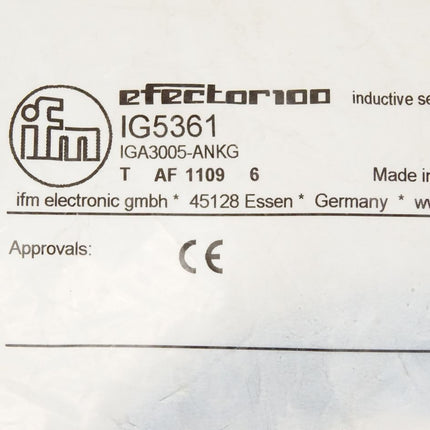 ifm efector100 inductive se
IG5361
IGA3005-ANKG
T AF 1109 6 Made in
ifm electronic gmbh * 45128 Essen * Germany * ww
Approvals: CE